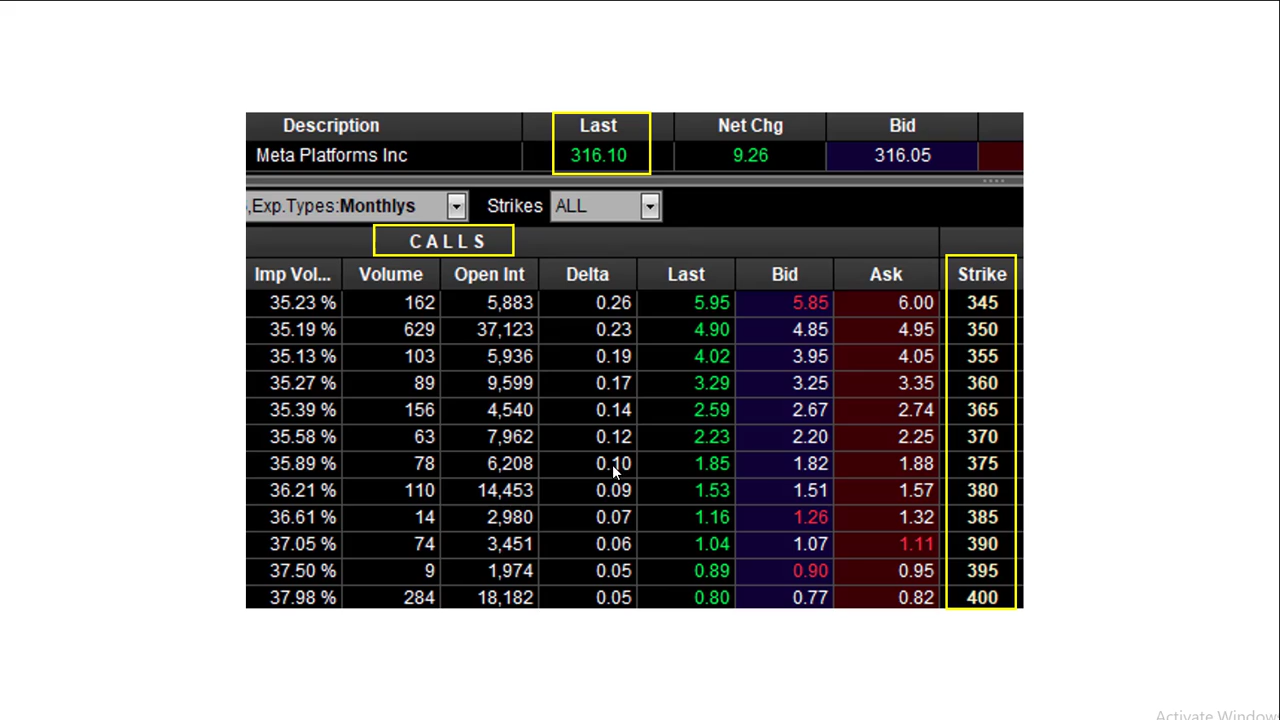 Description Last Net Chg Bid
Meta Platforms Inc 316.10 9.26 316.05
,Exp.Types:Monthlys Strikes ALL
CALLS
Imp Vol... Volume Open Int Delta Last Bid Ask Strike
35.23 % 162 5,883 0.26 5.95 5.85 6.00 345
35.19 % 629 37,123 0.23 4.90 4.85 4.95 350
35.13 % 103 5,936 0.19 4.02 3.95 4.05 355
35.27 % 89 9,599 0.17 3.29 3.25 3.35 360
35.39 % 156 4,540 0.14 2.59 2.67 2.74 365
35.58 % 63 7,962 0.12 2.23 2.20 2.25 370
35.89 % 78 6,208 0.10 1.85 1.82 1.88 375
36.21 % 110 14,453 0.09 1.53 1.51 1.57 380
36.61 % 14 2,980 0.07 1.16 1.26 1.32 385
37.05 % 74 3,451 0.06 1.04 1.07 1.11 390
37.50 % 9 1,974 0.05 0.89 0.90 0.95 395
37.98 % 284 18,182 0.05 0.80 0.77 0.82 400
Activate Window